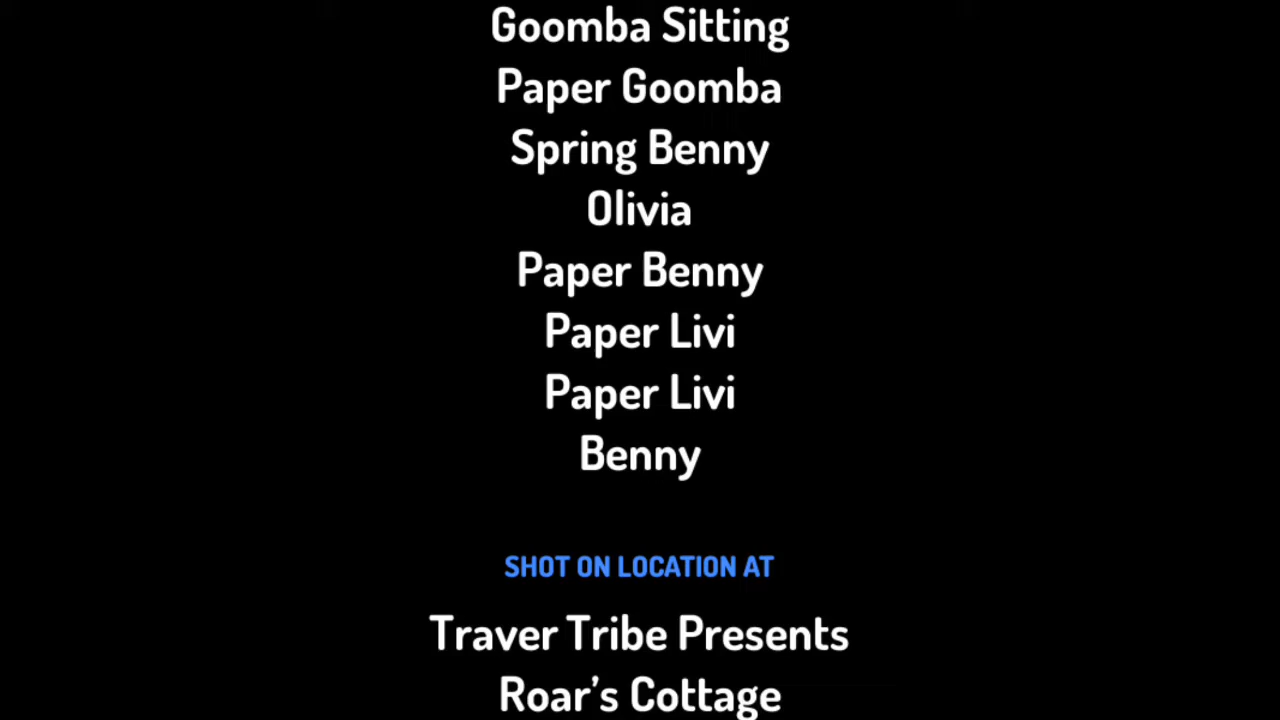 Goomba Sitting
Paper Goomba
Spring Benny
Olivia
Paper Benny
Paper Livi
Paper Livi
Benny
SHOT ON LOCATION AT
Traver Tribe Presents
Roar’s Cottage